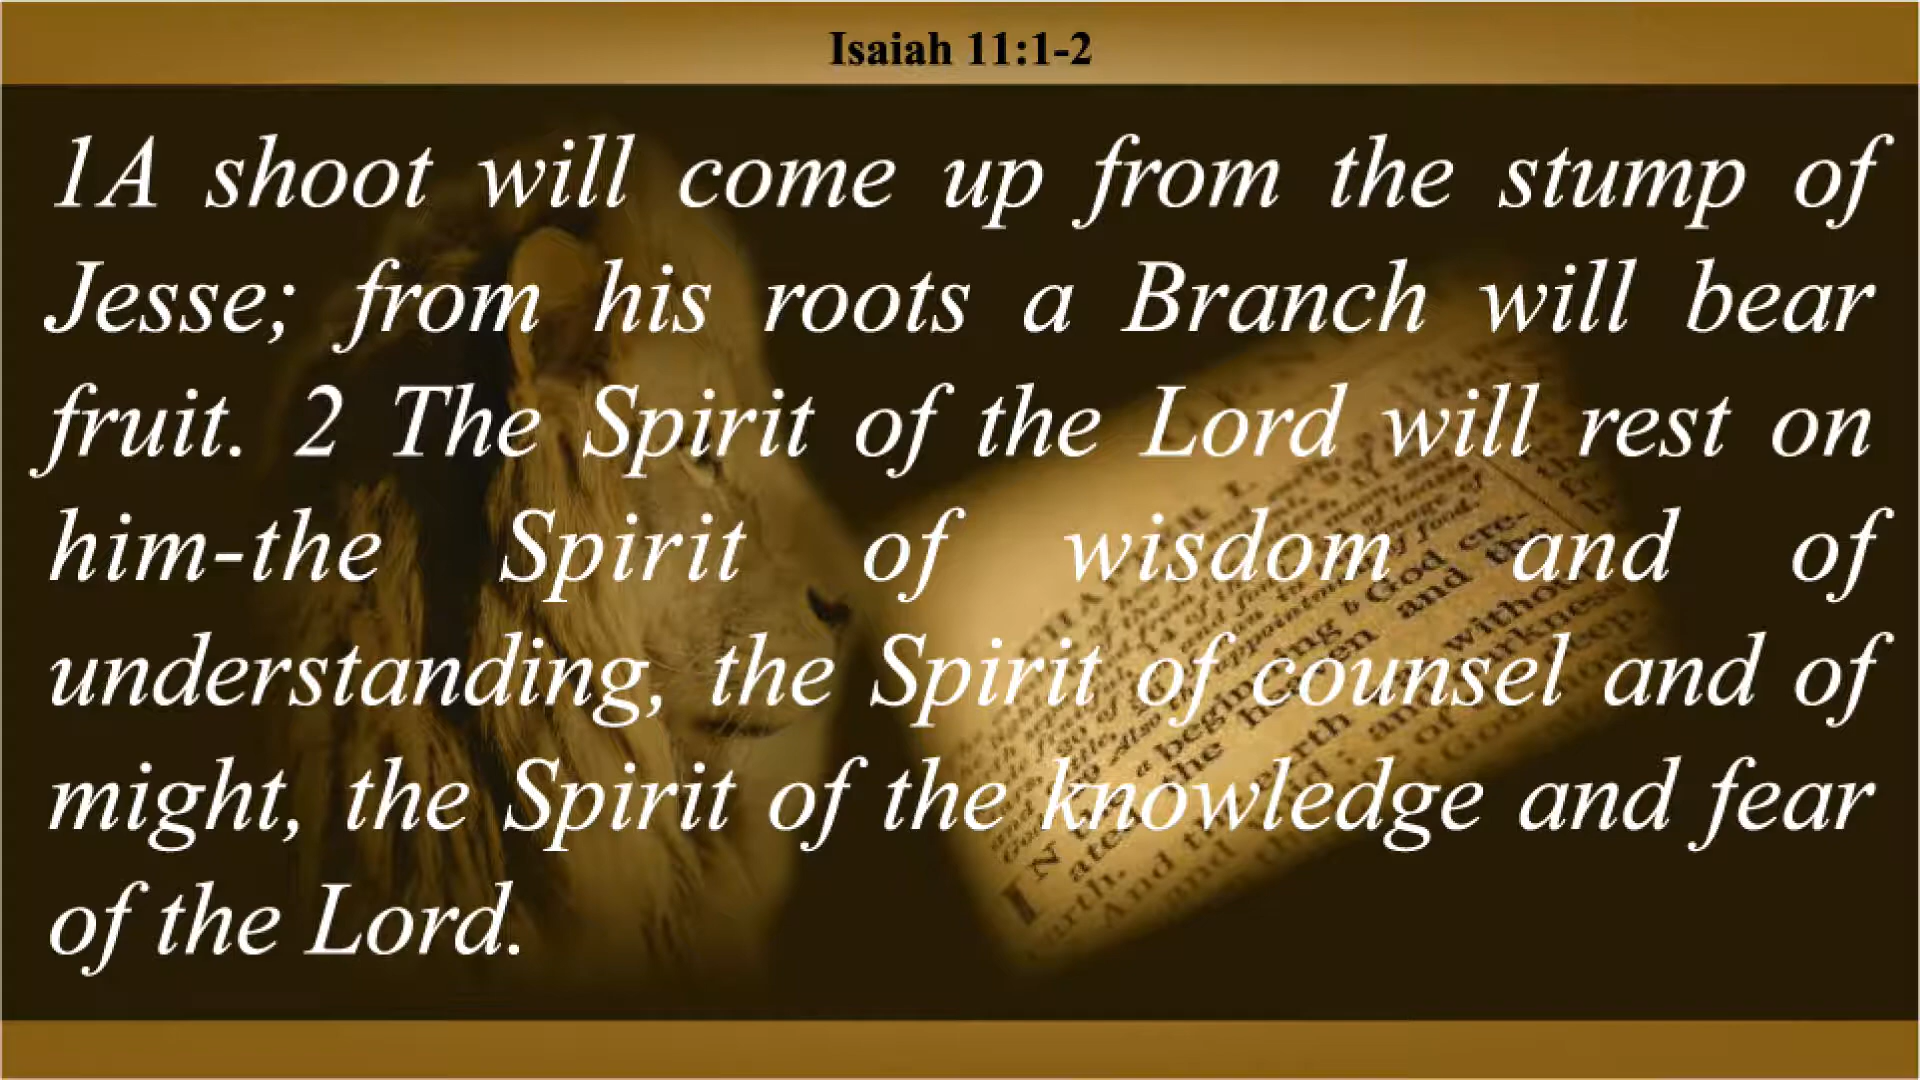 Isaiah 11:1-2
1A shoot will come up from the stump of
Jesse; from his roots a Branch will bear
fruit. 2 The Spirit of the Lord will rest on
him-the Spirit of wisdom and of
understanding, the Spirit of counsel and of
might, the Spirit of the knowledge and fear
of the Lord.